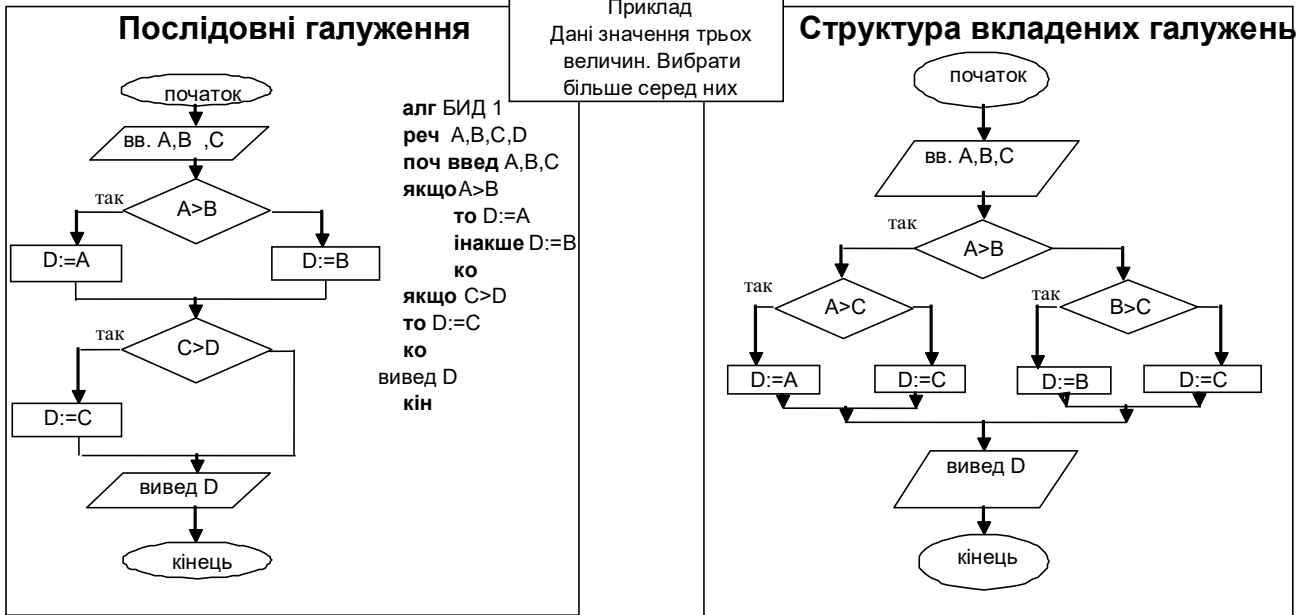 Приклад
Дані значення трьох
величин. Вибрати
більше серед них
Послідовні галуження
початок
вв. A,B ,C
так
A>B
D:=A
D:=B
так
C>D
D:=C
вивед D
кінець
алг БИД 1
реч A,B,C,D
поч введ A,B,C
якщоA>B
то D:=A
інакше D:=B
ко
якщо C>D
то D:=C
ко
вивед D
кін
Структура вкладених галужень
початок
вв. A,B,C
так
A>B
так
A>C
так
B>C
D:=A
D:=C
D:=B
D:=C
вивед D
кінець